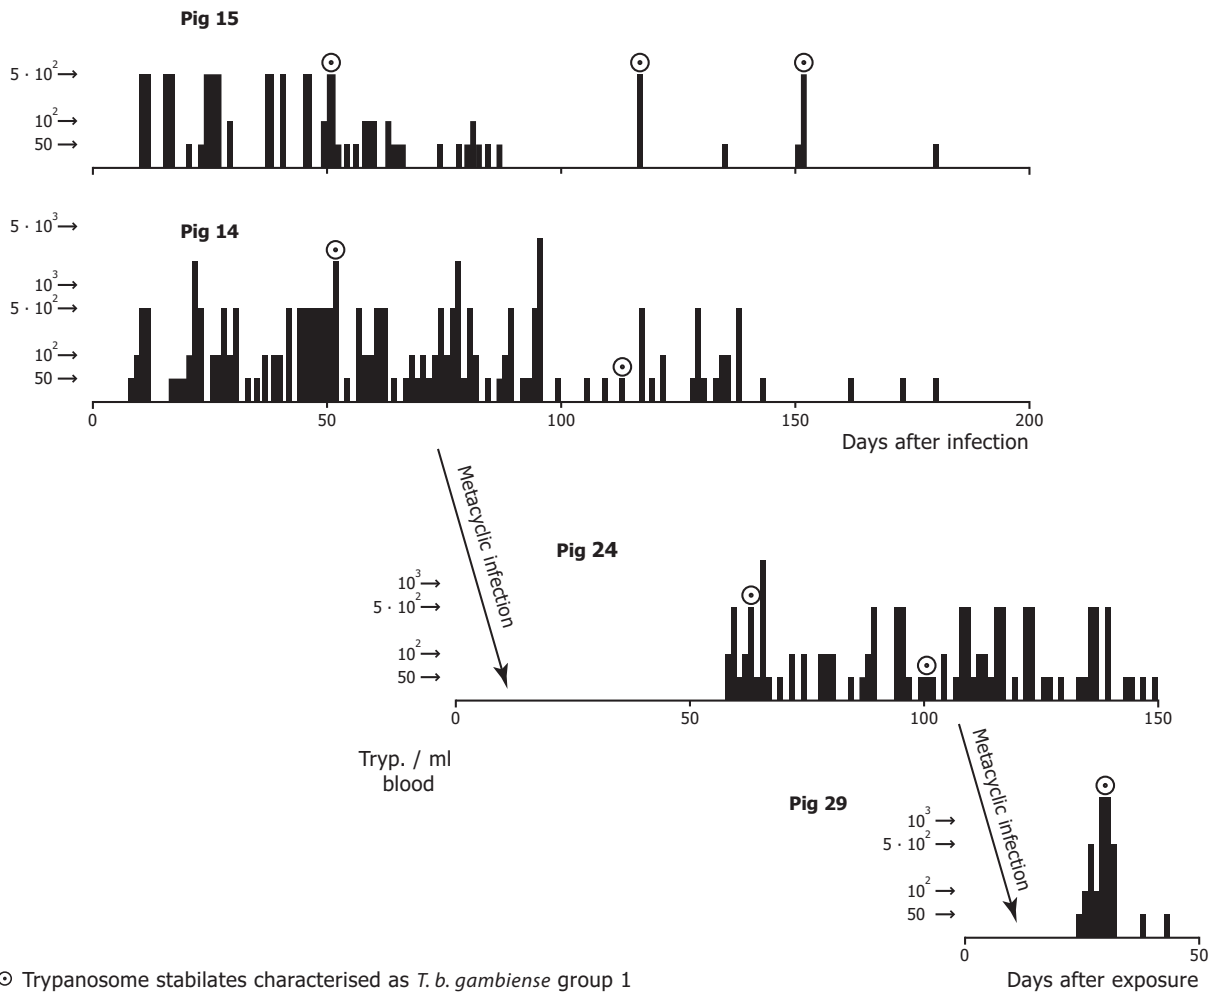 Pig 15
5 · 10² →
10² →
50 →
5 · 10³ →
Pig 14
10³ →
5 · 10² →
10² →
50 →
0 50 100 150 200
Days after infection
Metacyclic infection
Pig 24
10³ →
5 · 10² →
10² →
50 →
0 50 100 150
Tryp. / ml
blood
Metacyclic infection
Pig 29
10³ →
5 · 10² →
10² →
50 →
0 50
⊙ Trypanosome stabilates characterised as T. b. gambiense group 1
Days after exposure